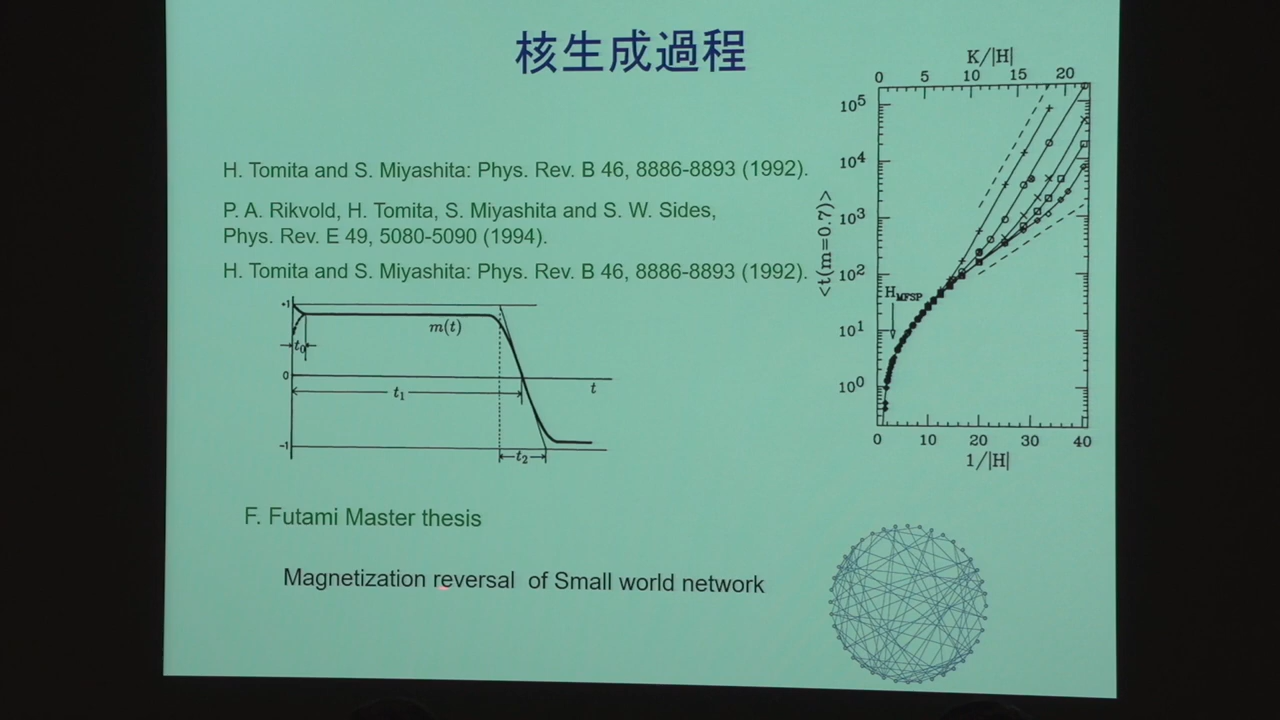 核生成過程
H. Tomita and S. Miyashita: Phys. Rev. B 46, 8886-8893 (1992).
P. A. Rikvold, H. Tomita, S. Miyashita and S. W. Sides,
Phys. Rev. E 49, 5080-5090 (1994).
H. Tomita and S. Miyashita: Phys. Rev. B 46, 8886-8893 (1992).
+1
m(t)
t₀
0
t
t₁
-1
t₂
K/|H|
0 5 10 15 20
10⁵
10⁴
10³
10²
10¹
10⁰
<t(m=0.7)>
H_MFSP
0 10 20 30 40
1/|H|
F. Futami Master thesis
Magnetization reversal of Small world network